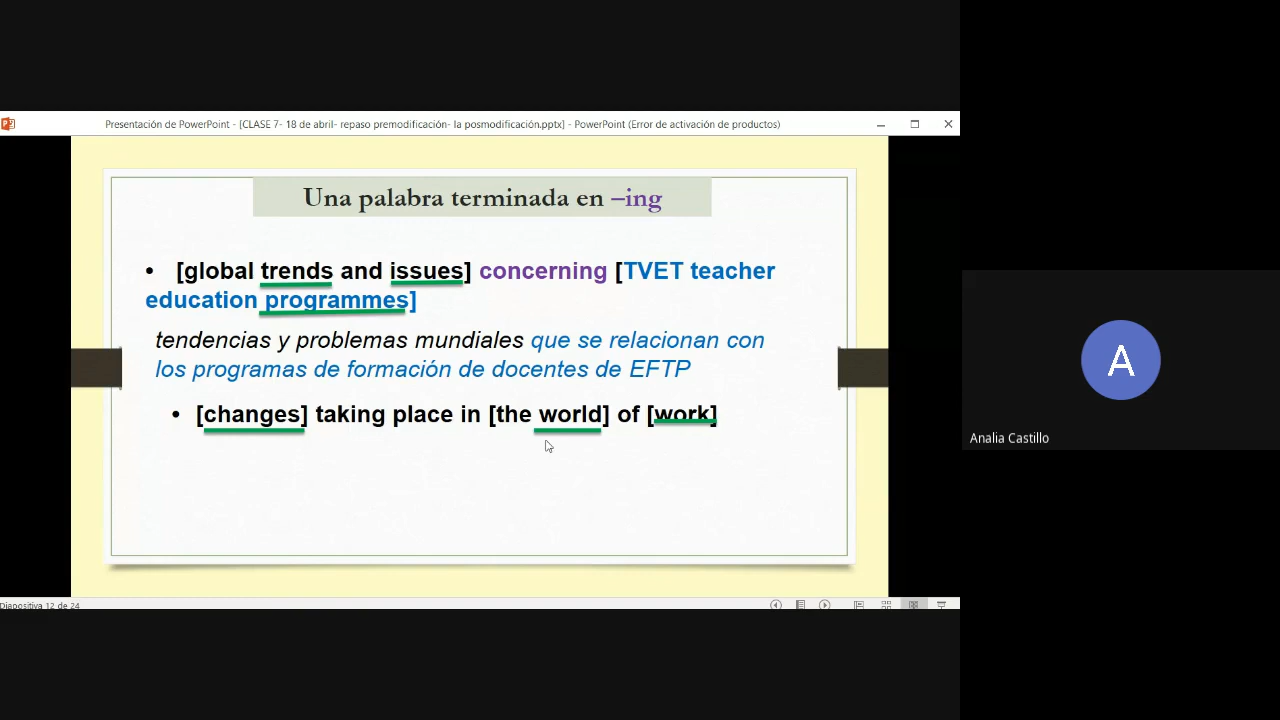 Presentación de PowerPoint - [CLASE 7- 18 de abril- repaso premodificación- la posmodificación.pptx] - PowerPoint (Error de activación de productos)
Una palabra terminada en –ing
• [global trends and issues] concerning [TVET teacher
education programmes]
tendencias y problemas mundiales que se relacionan con
los programas de formación de docentes de EFTP
• [changes] taking place in [the world] of [work]
A
Analia Castillo
Diapositiva 12 de 24